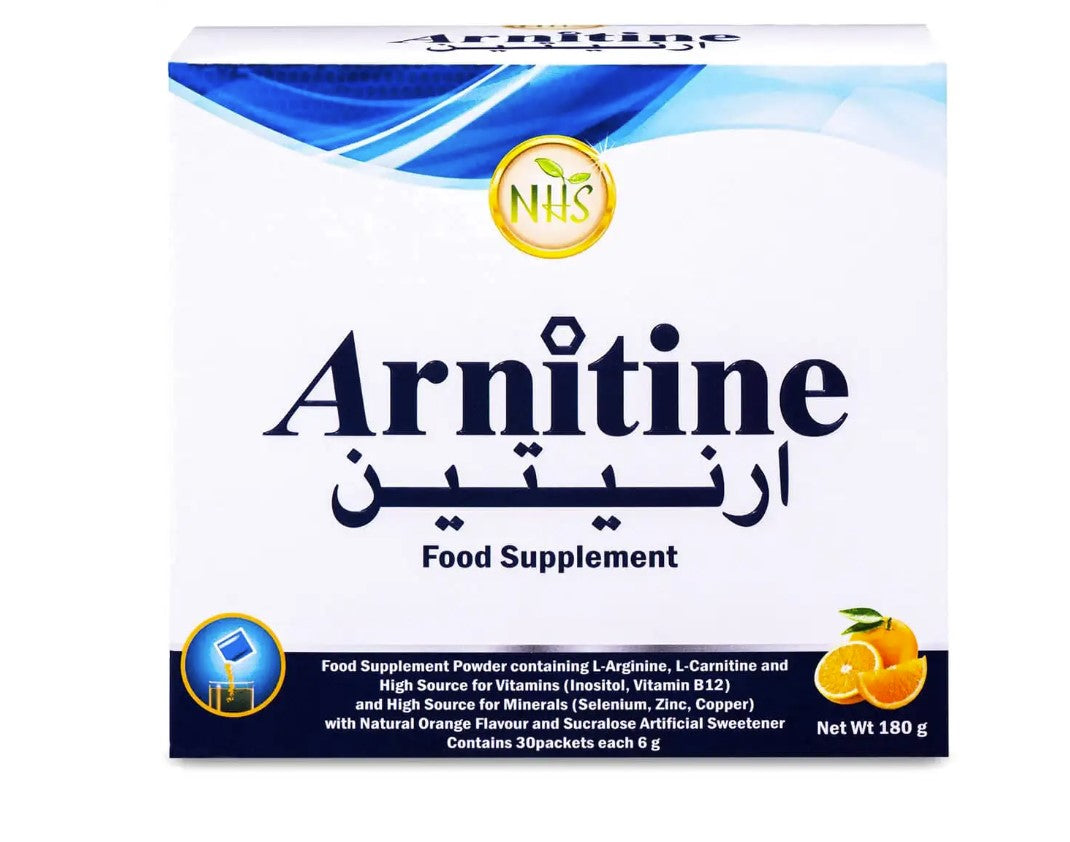 Arnitine
ارنيتين
NHS
Arnitine
ارنيتين
Food Supplement
Food Supplement Powder containing L-Arginine, L-Carnitine and
High Source for Vitamins (Inositol, Vitamin B12)
and High Source for Minerals (Selenium, Zinc, Copper)
with Natural Orange Flavour and Sucralose Artificial Sweetener
Contains 30packets each 6 g
Net Wt 180 g